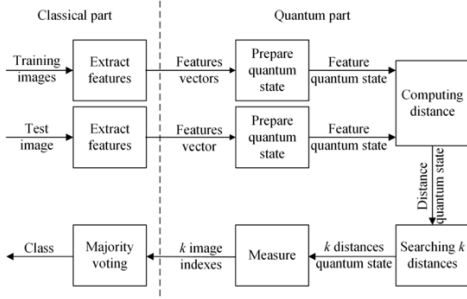 Classical part
Quantum part
Training
images
Extract
features
Features
vectors
Prepare
quantum
state
Feature
quantum state
Computing
distance
Test
image
Extract
features
Features
vector
Prepare
quantum
state
Feature
quantum state
Distance
quantum state
Class
Majority
voting
k image
indexes
Measure
k distances
quantum state
Searching k
distances